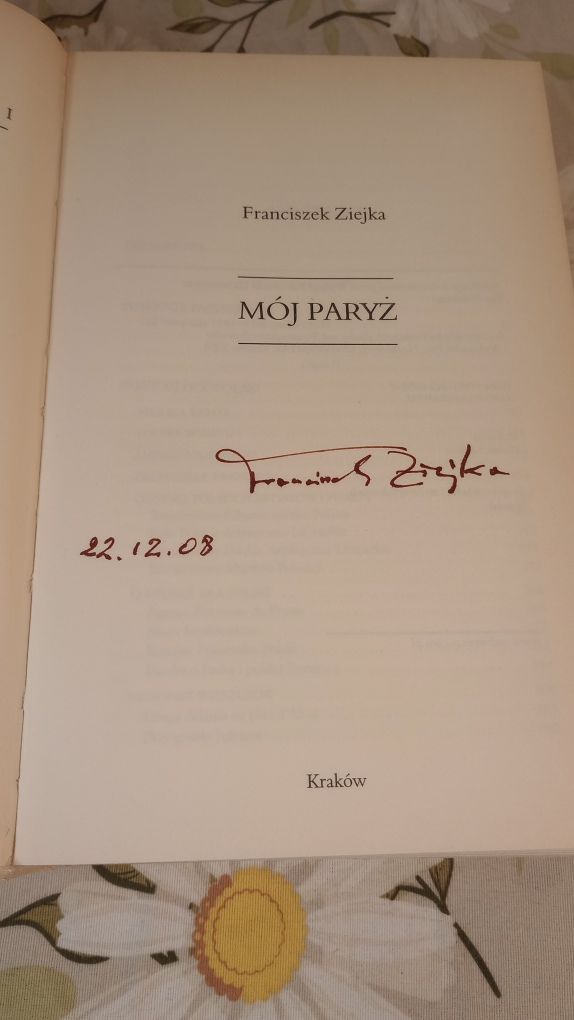 I
Franciszek Ziejka
MÓJ PARYŻ
Franciszek Ziejka
22.12.08
Kraków